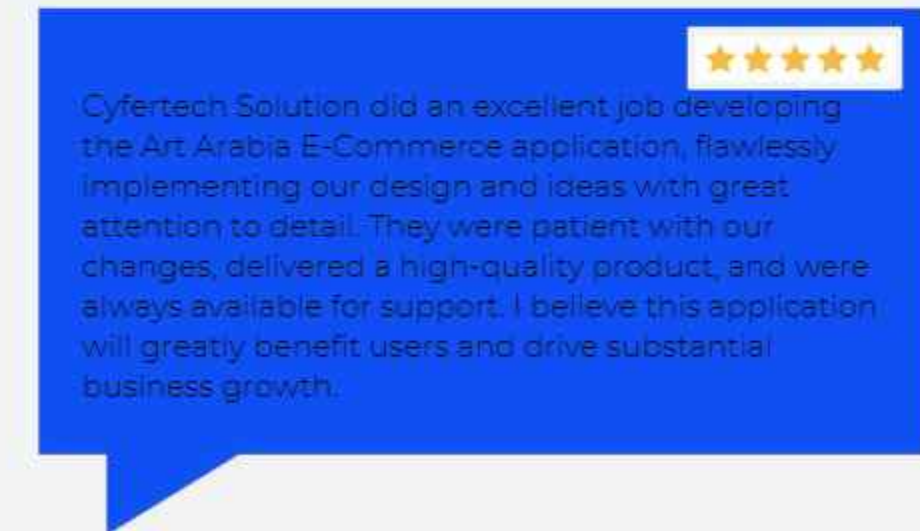 Cyfertech Solution did an excellent job developing
the Art Arabia E-Commerce application, flawlessly
implementing our design and ideas with great
attention to detail. They were patient with our
changes, delivered a high-quality product, and were
always available for support. I believe this application
will greatly benefit users and drive substantial
business growth.